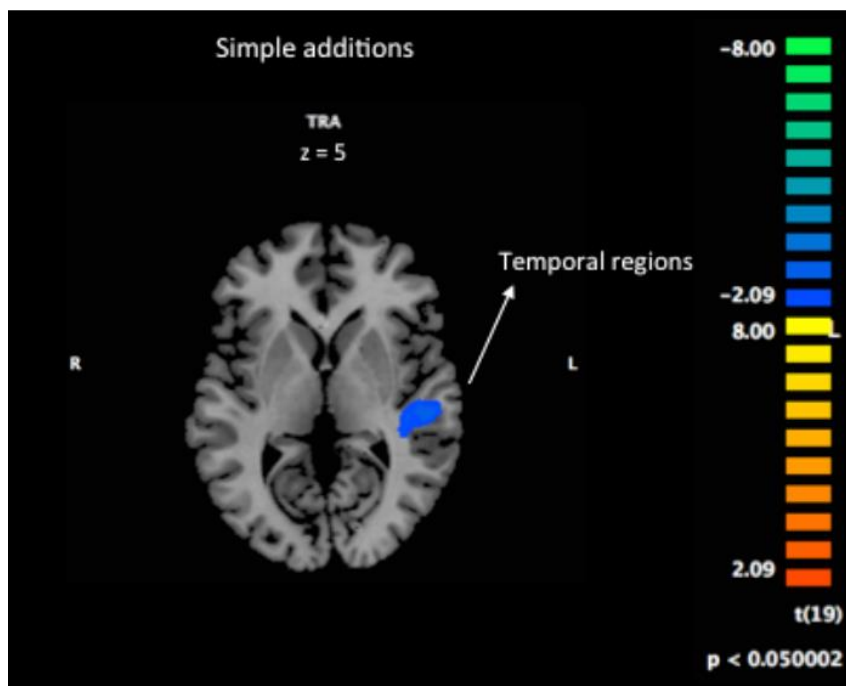 Simple additions
TRA
z = 5
Temporal regions
R
L
-8.00
-2.09
8.00
L
2.09
t(19)
p < 0.050002